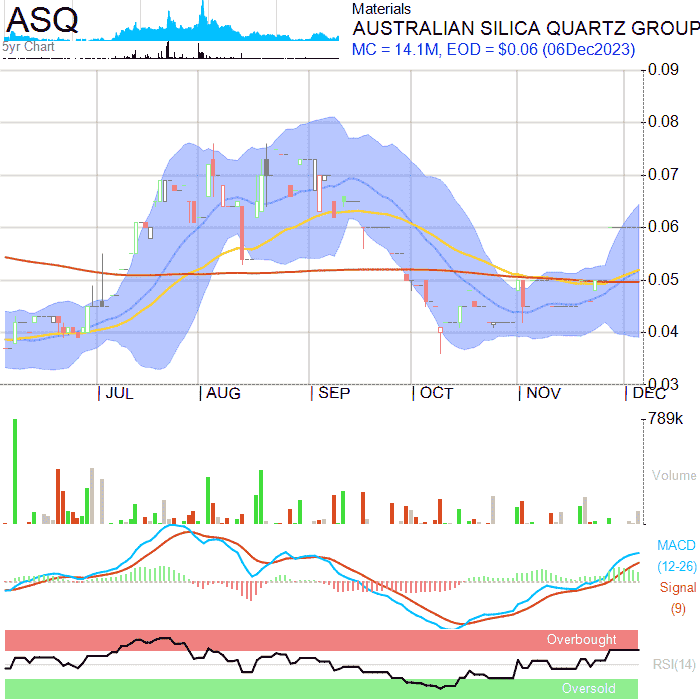 ASQ
5yr Chart
Materials
AUSTRALIAN SILICA QUARTZ GROUP
MC = 14.1M, EOD = $0.06 (06Dec2023)
0.09
0.08
0.07
0.06
0.05
0.04
0.03
JUL AUG SEP OCT NOV DEC
789k
Volume
MACD
(12-26)
Signal
(9)
Overbought
RSI(14)
Oversold